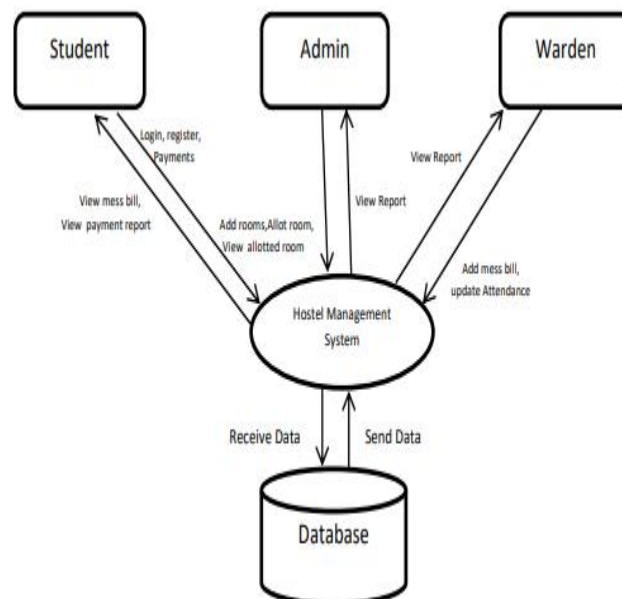 Student
Admin
Warden
Login, register,
Payments
View mess bill,
View payment report
Add rooms,Allot room,
View allotted room
View Report
View Report
Add mess bill,
update Attendance
Hostel Management
System
Receive Data
Send Data
Database